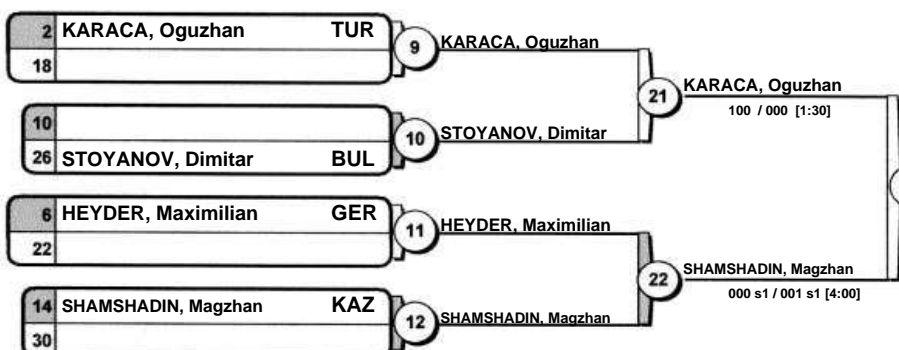 2 KARACA, Oguzhan TUR
18
9
KARACA, Oguzhan
10
26 STOYANOV, Dimitar BUL
10
STOYANOV, Dimitar
21
KARACA, Oguzhan
100 / 000 [1:30]
6 HEYDER, Maximilian GER
22
11
HEYDER, Maximilian
14 SHAMSHADIN, Magzhan KAZ
30
12
SHAMSHADIN, Magzhan
22
SHAMSHADIN, Magzhan
000 s1 / 001 s1 [4:00]